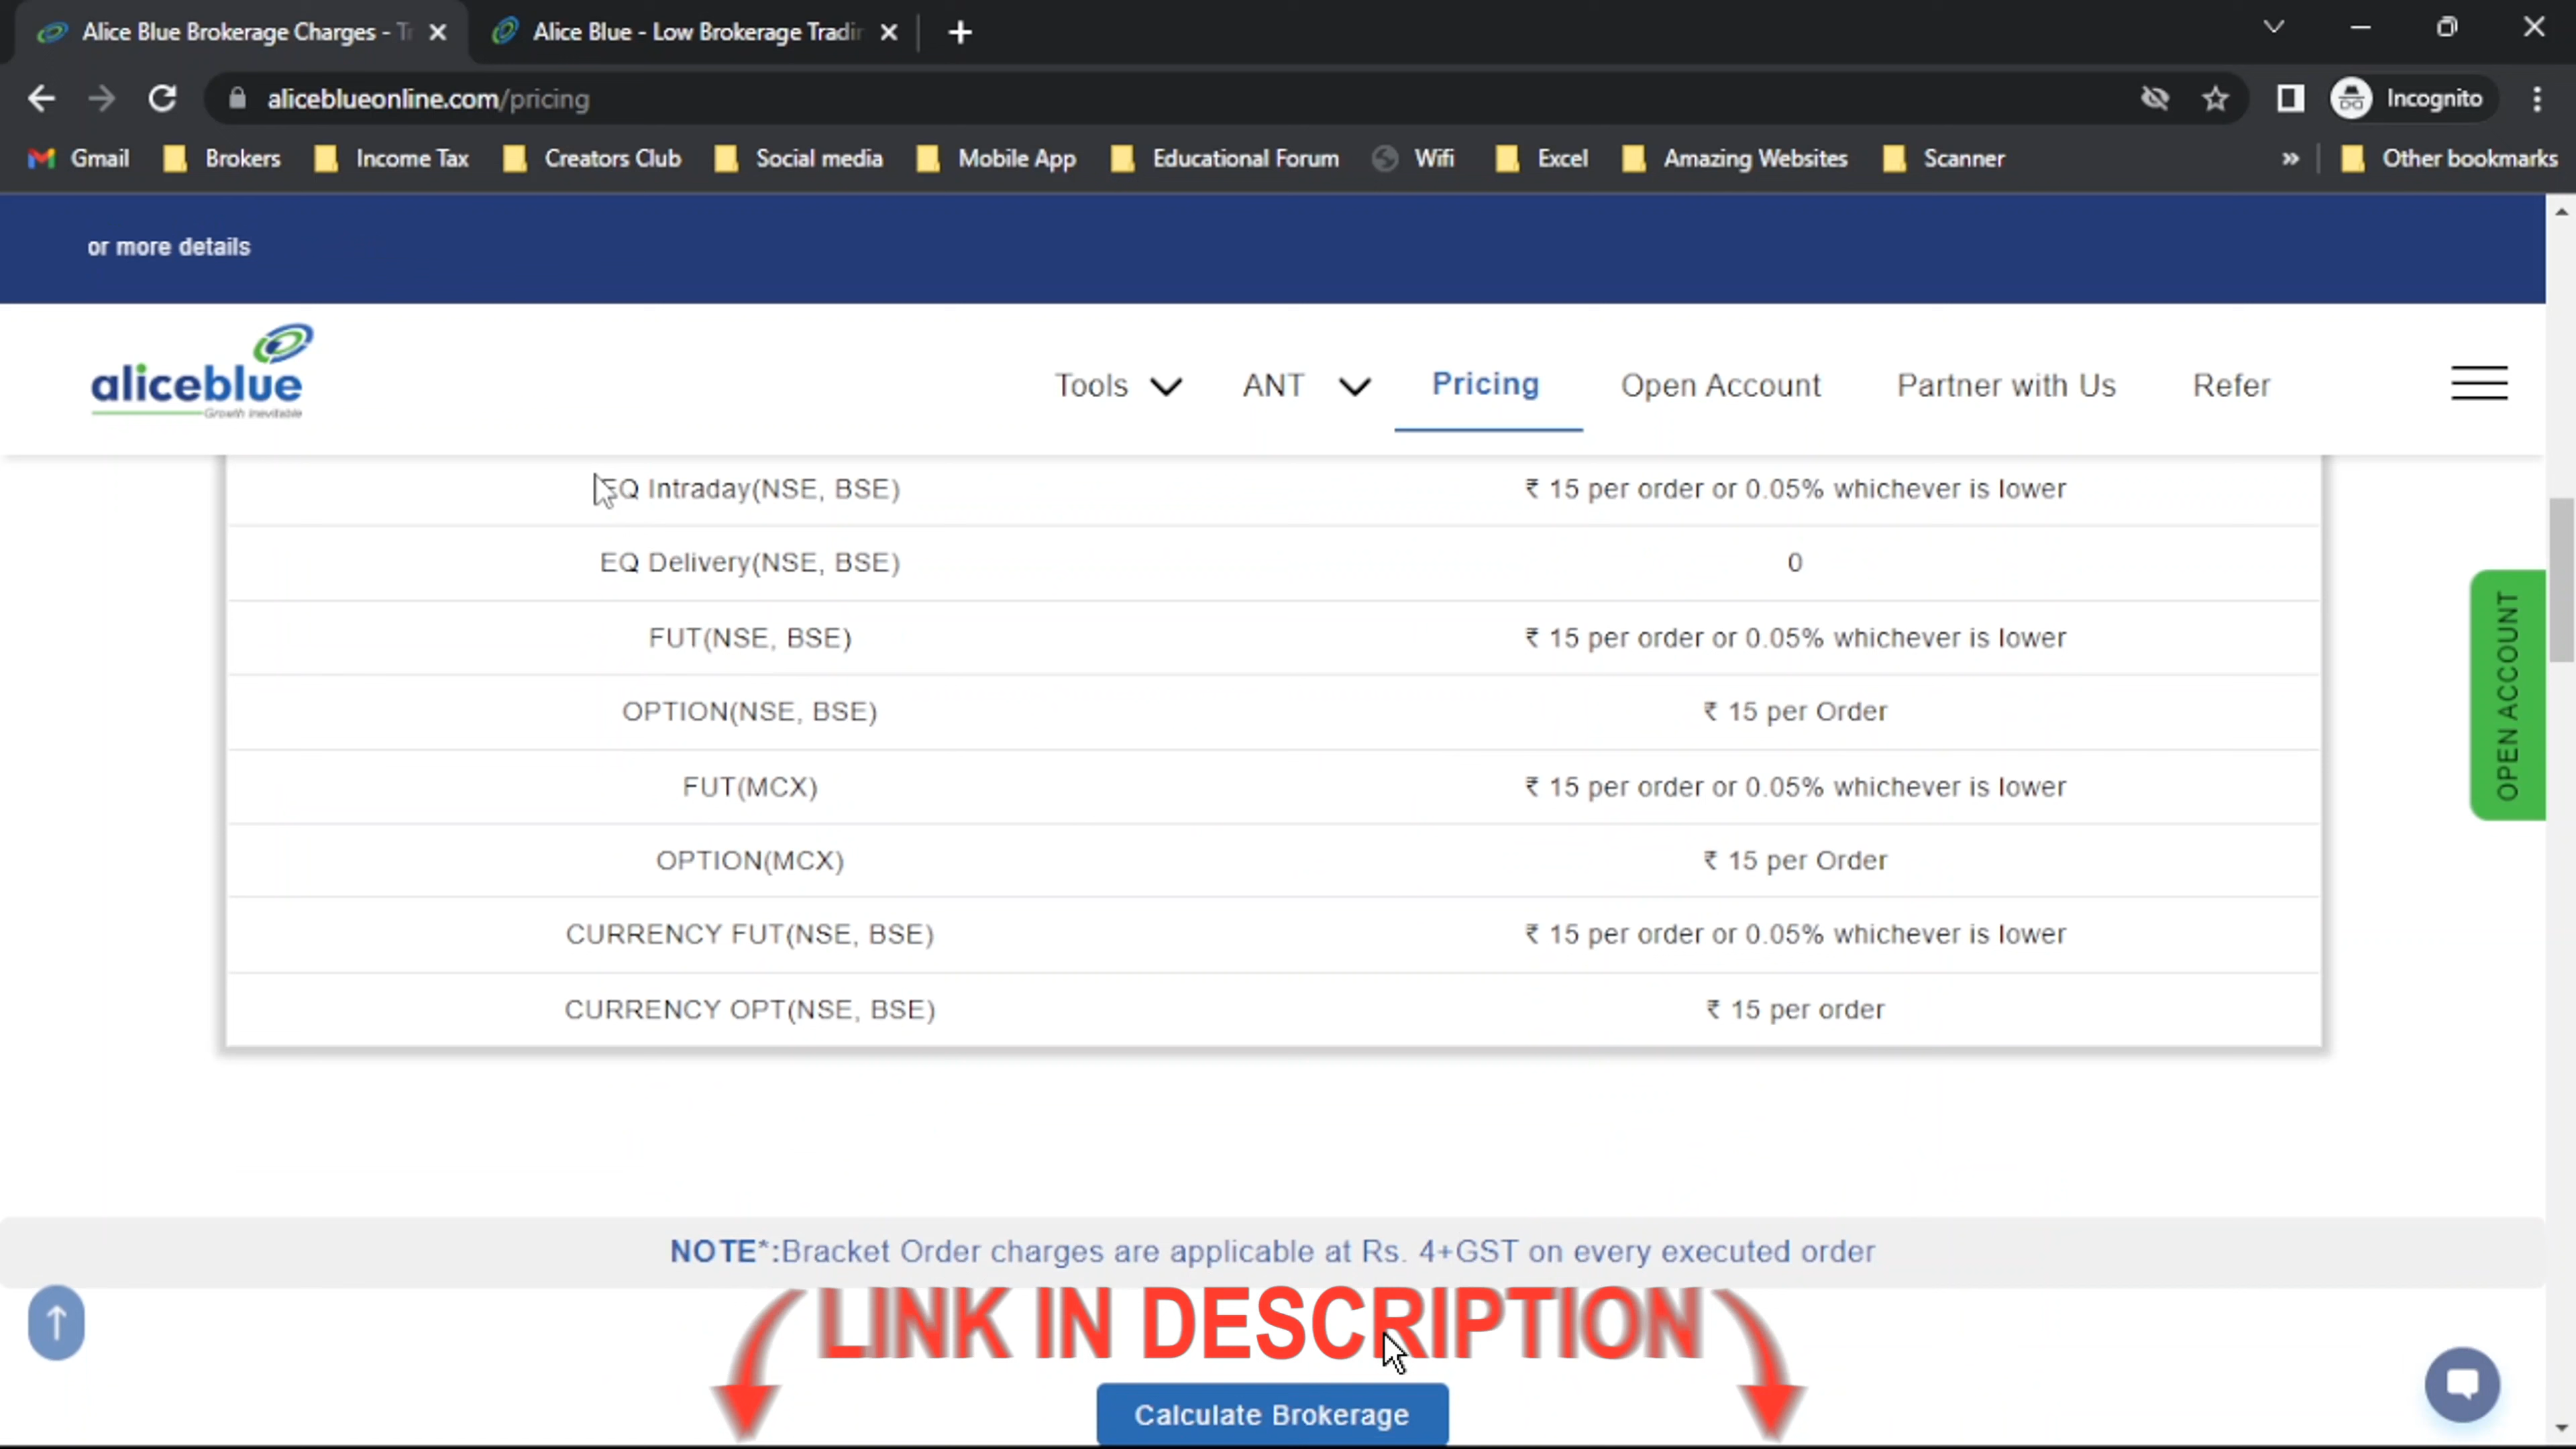 Alice Blue Brokerage Charges - Tr
Alice Blue - Low Brokerage Tradin
aliceblueonline.com/pricing
Incognito
Gmail
Brokers
Income Tax
Creators Club
Social media
Mobile App
Educational Forum
Wifi
Excel
Amazing Websites
Scanner
»
Other bookmarks
or more details
aliceblue
Growth Inevitable
Tools
ANT
Pricing
Open Account
Partner with Us
Refer
EQ Intraday(NSE, BSE) ₹ 15 per order or 0.05% whichever is lower
EQ Delivery(NSE, BSE) 0
FUT(NSE, BSE) ₹ 15 per order or 0.05% whichever is lower
OPTION(NSE, BSE) ₹ 15 per Order
FUT(MCX) ₹ 15 per order or 0.05% whichever is lower
OPTION(MCX) ₹ 15 per Order
CURRENCY FUT(NSE, BSE) ₹ 15 per order or 0.05% whichever is lower
CURRENCY OPT(NSE, BSE) ₹ 15 per order
OPEN ACCOUNT
NOTE*:Bracket Order charges are applicable at Rs. 4+GST on every executed order
LINK IN DESCRIPTION
Calculate Brokerage